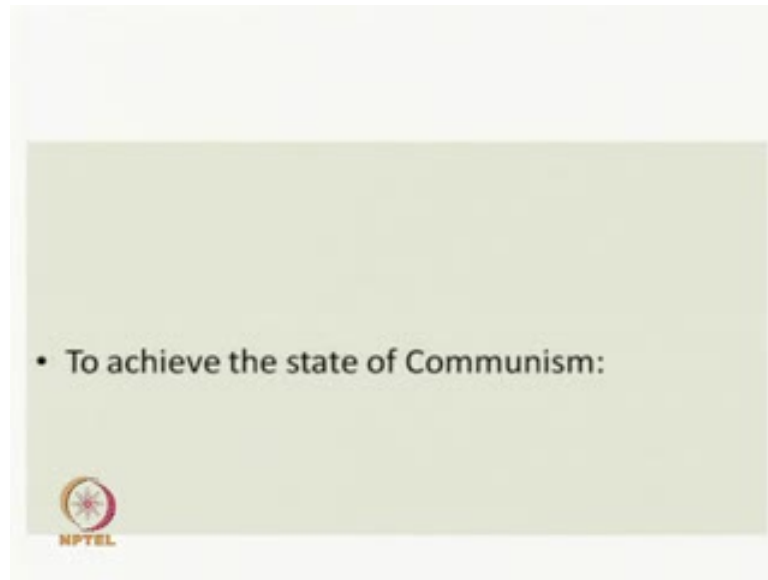 • To achieve the state of Communism:
NPTEL